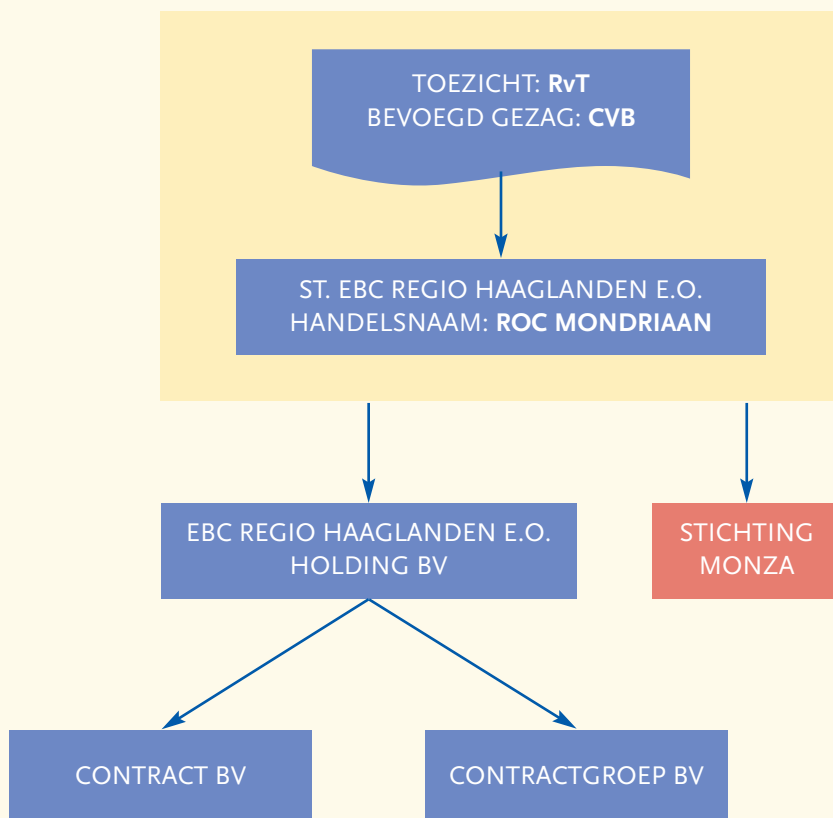 TOEZICHT: RvT
BEVOEGD GEZAG: CVB
ST. EBC REGIO HAAGLANDEN E.O.
HANDELSNAAM: ROC MONDRIAAN
EBC REGIO HAAGLANDEN E.O.
HOLDING BV
STICHTING
MONZA
CONTRACT BV
CONTRACTGROEP BV